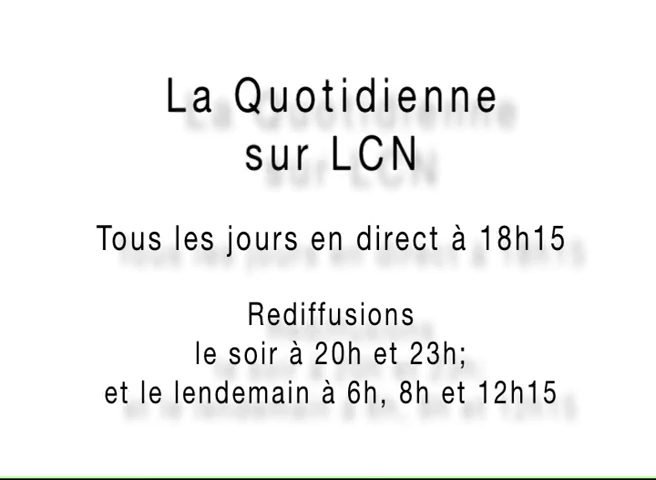 La Quotidienne
sur LCN
Tous les jours en direct à 18h15
Rediffusions
le soir à 20h et 23h;
et le lendemain à 6h, 8h et 12h15